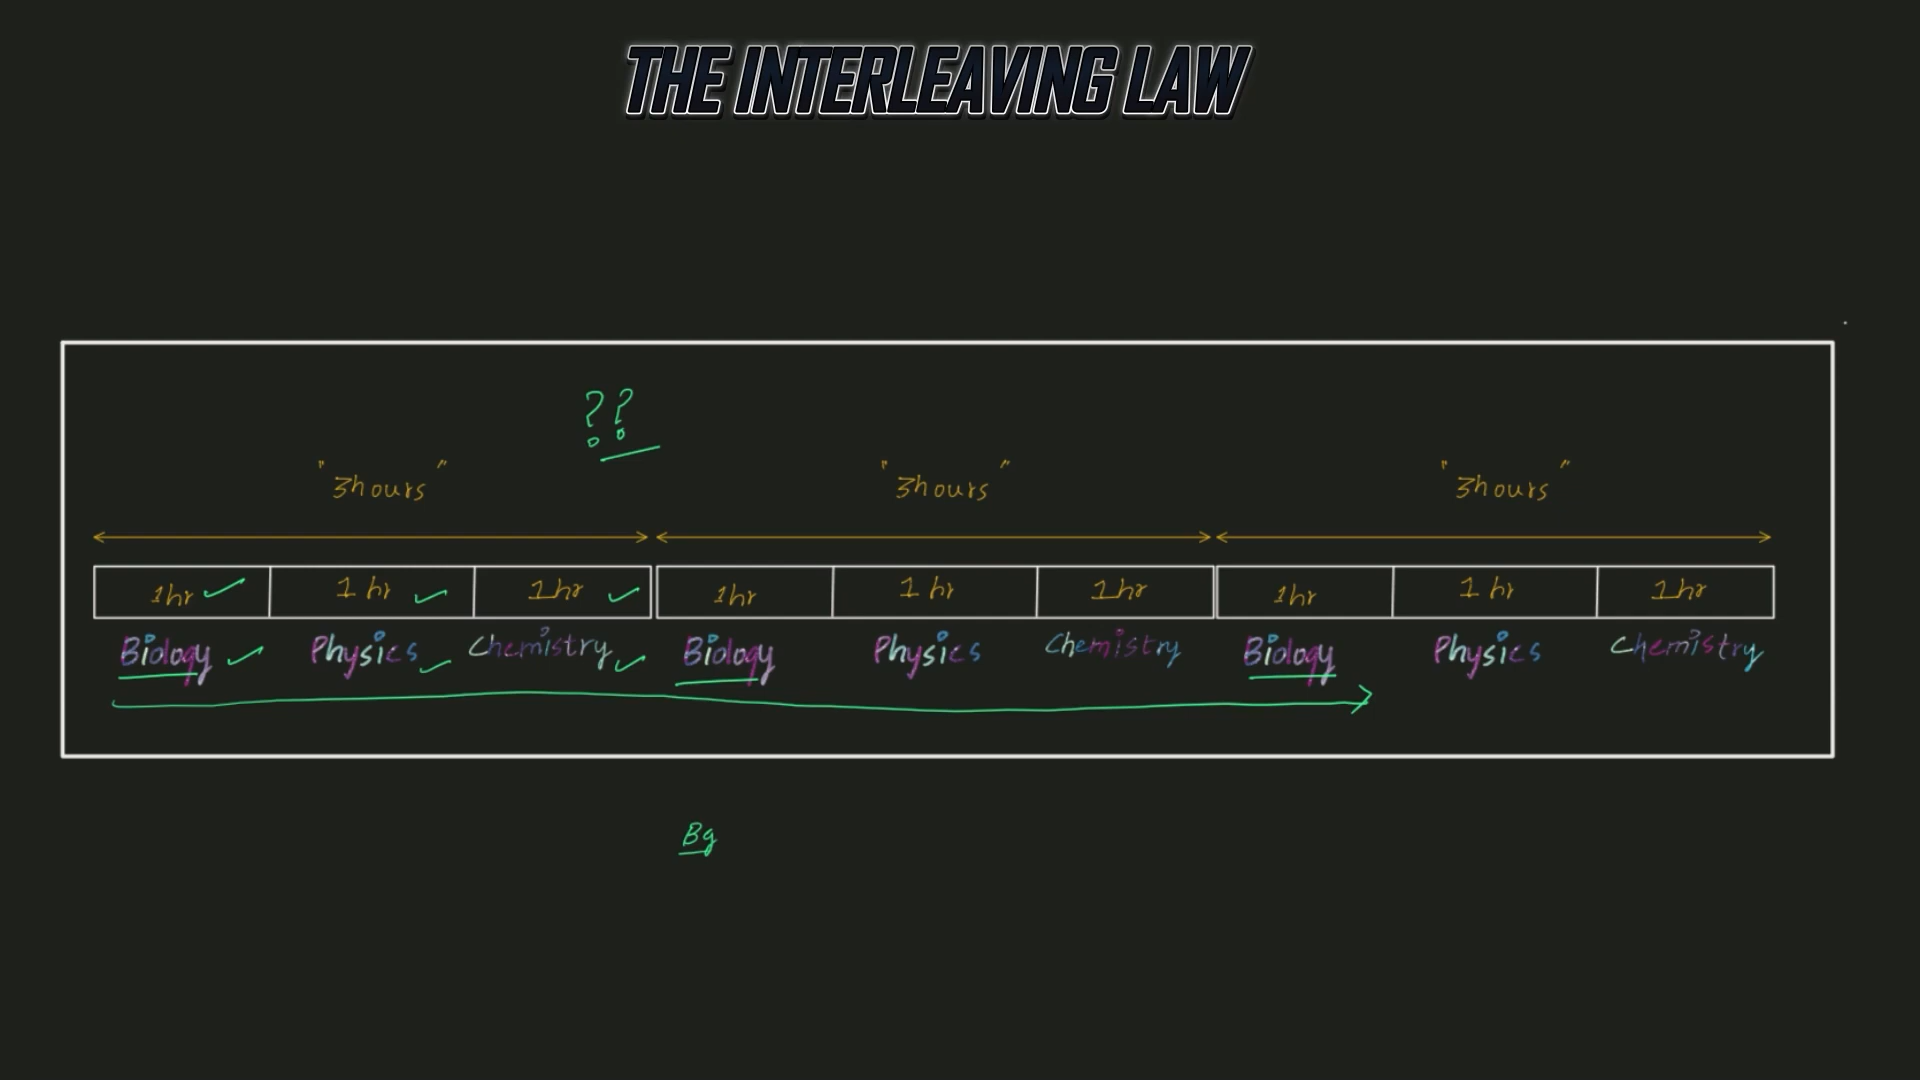 THE INTERLEAVING LAW
??
"3hours" "3hours" "3hours"
1hr 1 hr 1hr 1hr 1 hr 1hr 1hr 1 hr 1hr
Biology Physics Chemistry Biology Physics Chemistry Biology Physics Chemistry